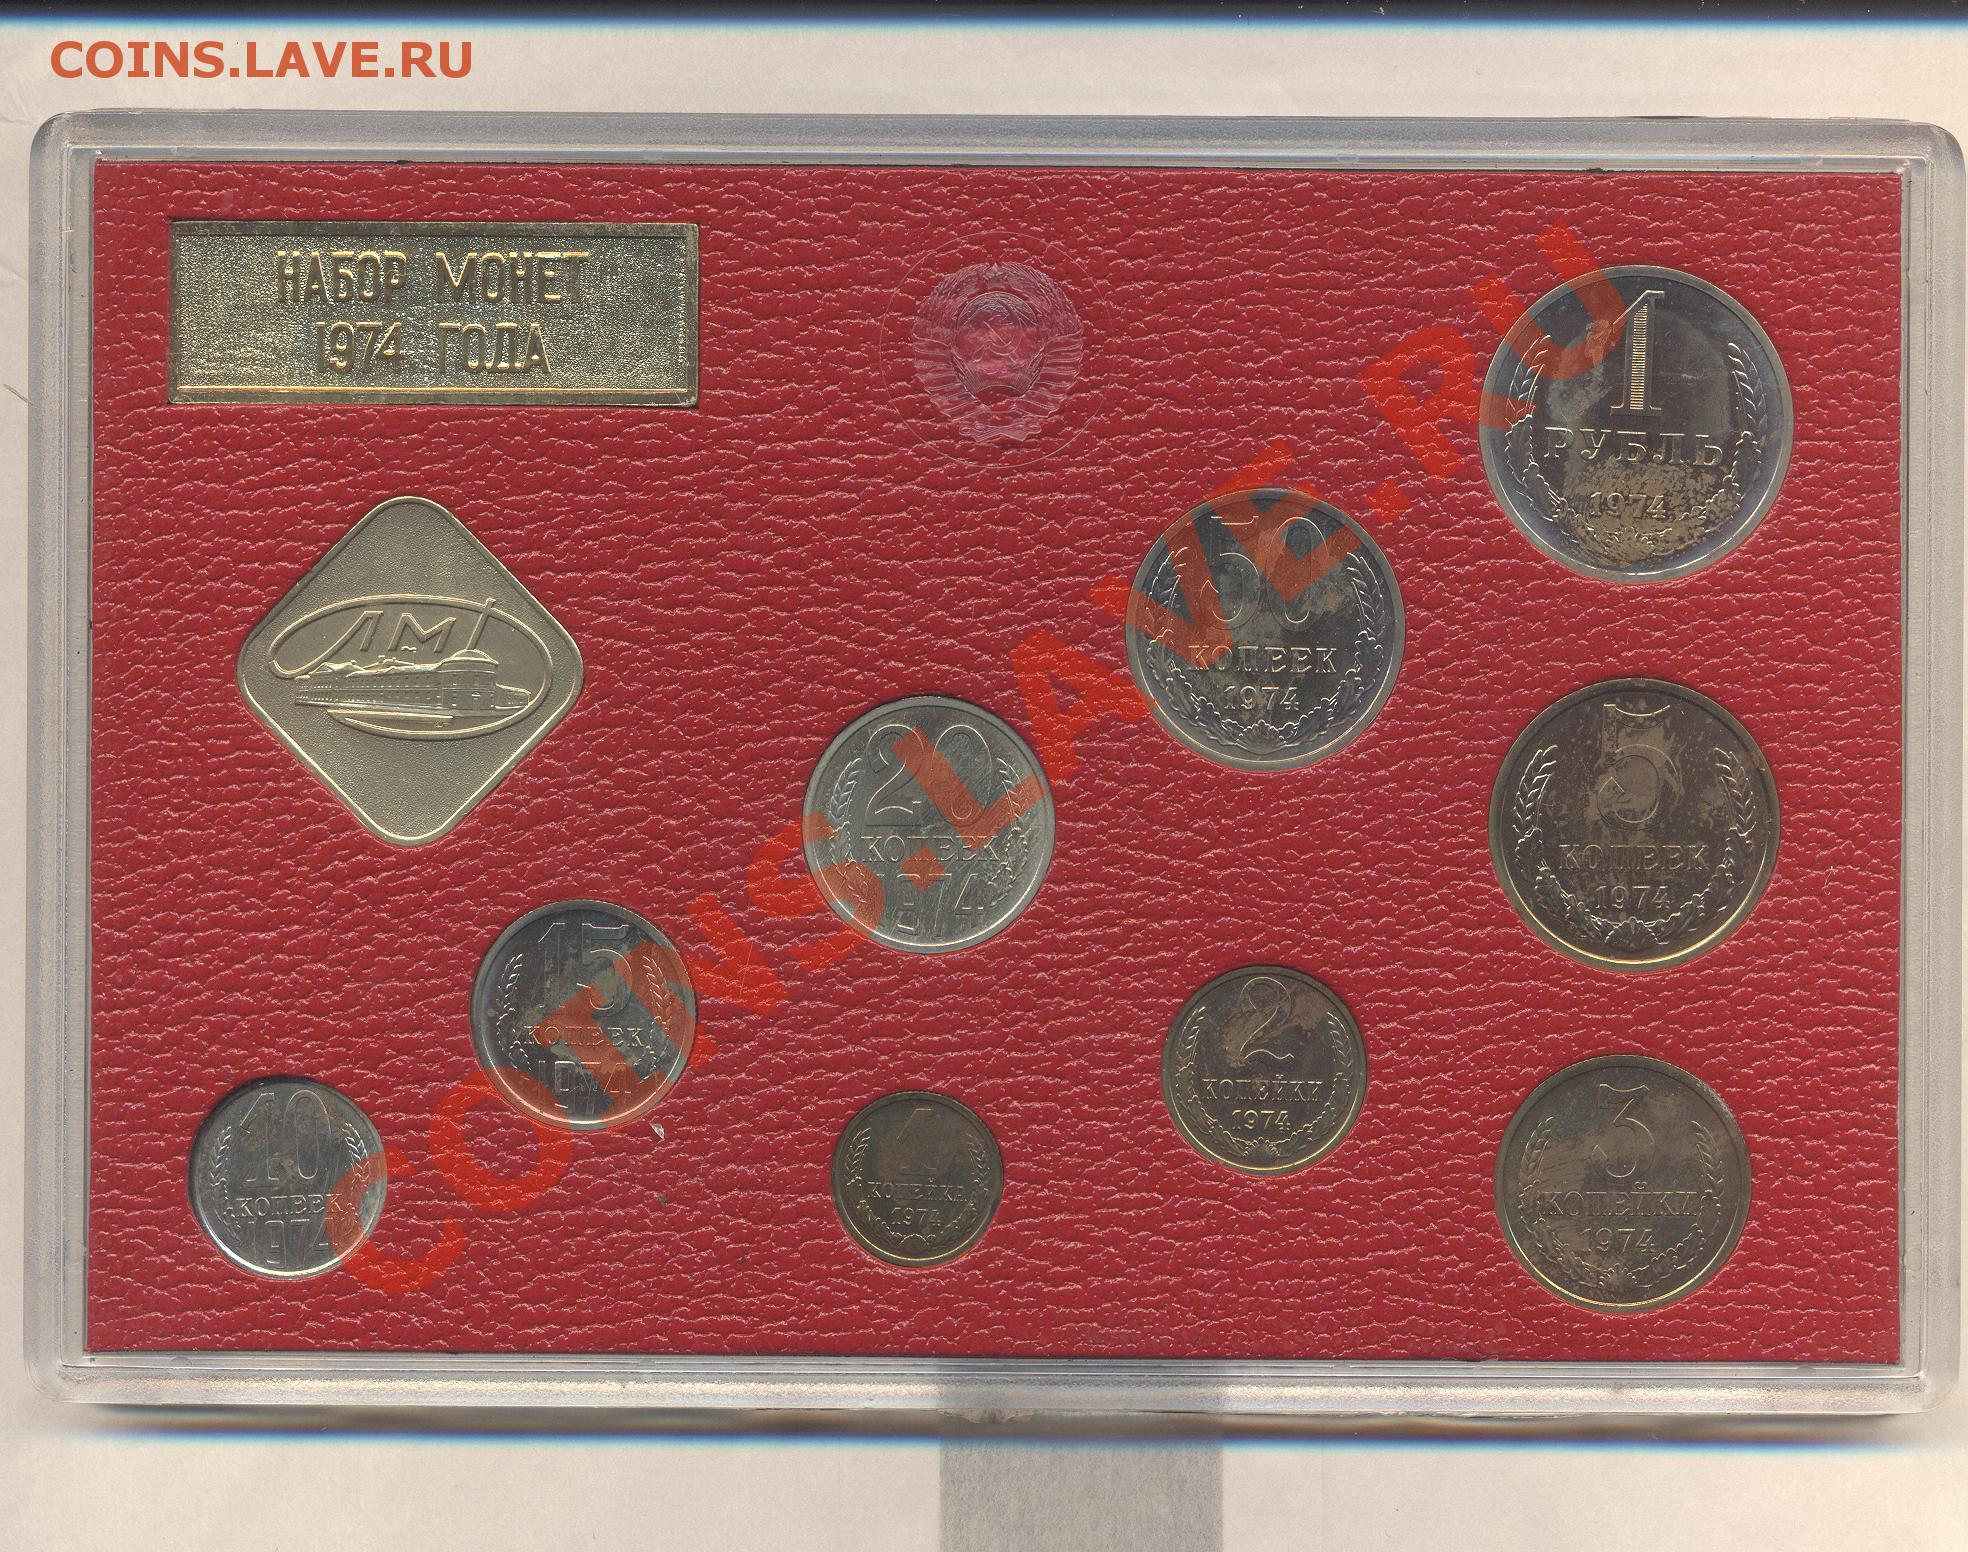 COINS.LAVE.RU
НАБОР МОНЕТ
1974 ГОДА
1
РУБЛЬ
1974
50
КОПЕЕК
1974
ЛМД
20
КОПЕЕК
1974
5
КОПЕЕК
1974
15
КОПЕЕК
1974
2
КОПЕЙКИ
1974
10
КОПЕЕК
1974
1
КОПЕЙКА
1974
3
КОПЕЙКИ
1974
COINS.LAVE.RU